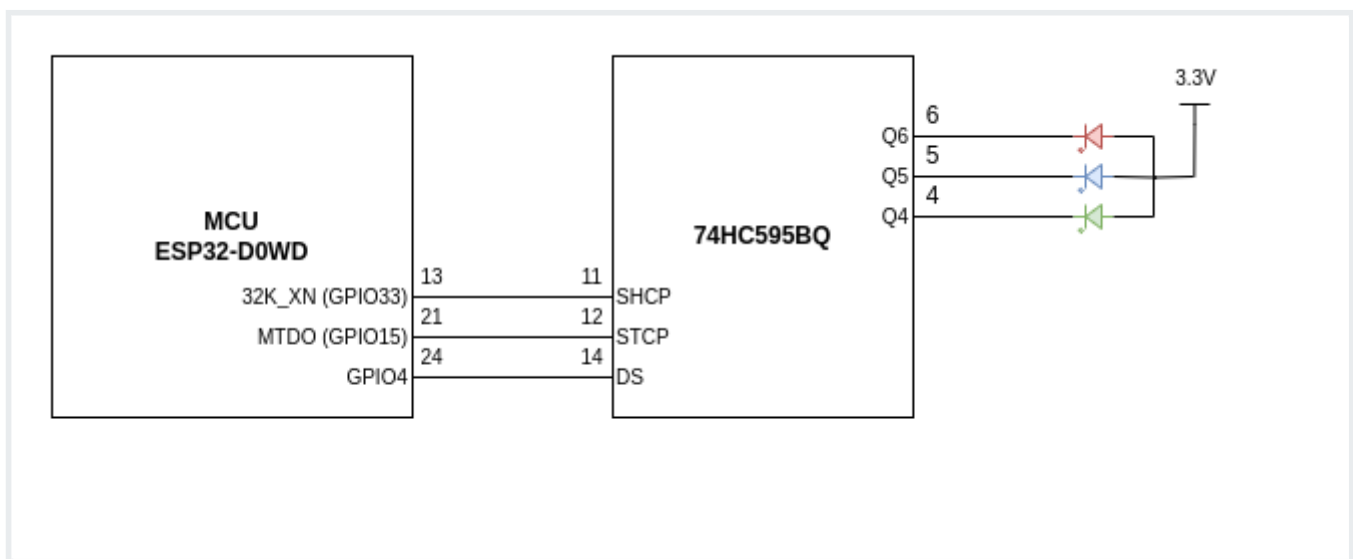 3.3V
6
Q6
5
Q5
4
Q4
MCU
ESP32-D0WD
74HC595BQ
13
11
32K_XN (GPIO33)
SHCP
21
12
MTDO (GPIO15)
STCP
24
14
GPIO4
DS